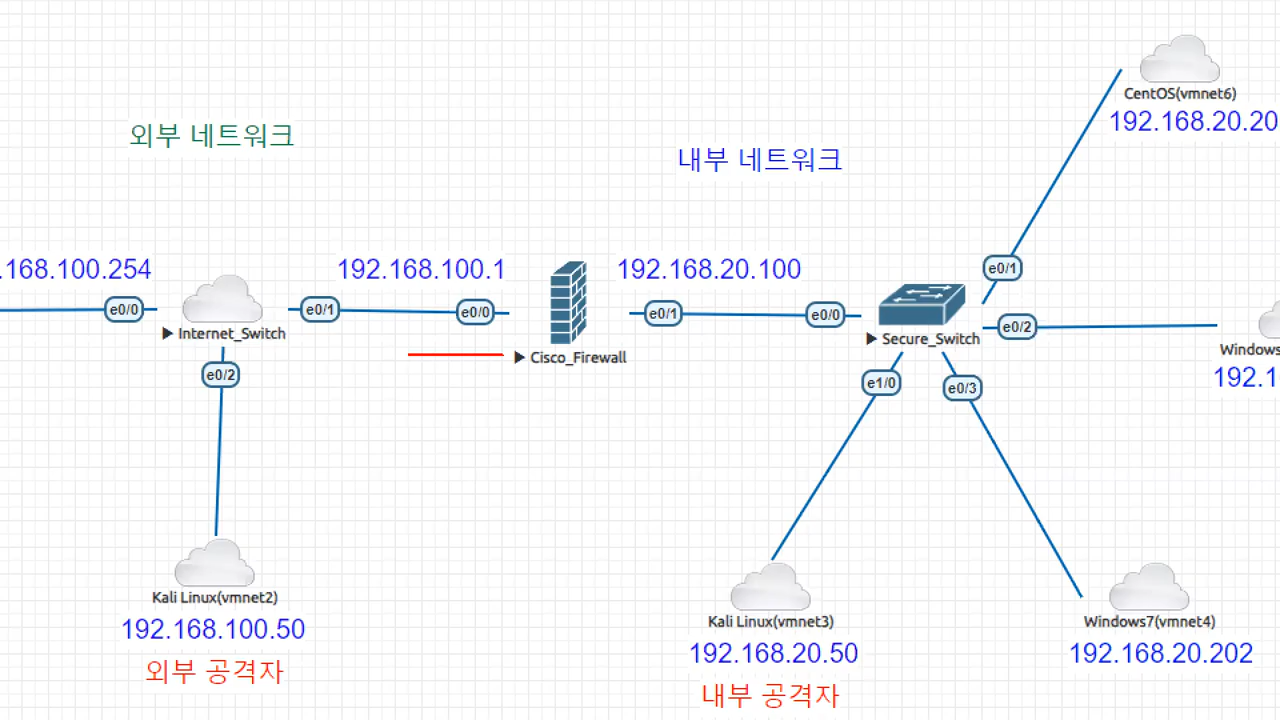 CentOS(vmnet6)
192.168.20.20
외부 네트워크
내부 네트워크
.168.100.254
192.168.100.1
192.168.20.100
e0/0
e0/1
e0/0
e0/1
e0/0
e0/1
e0/2
▶ Internet_Switch
▶ Cisco_Firewall
▶ Secure_Switch
Windows
192.1
e0/2
e1/0
e0/3
Kali Linux(vmnet2)
192.168.100.50
외부 공격자
Kali Linux(vmnet3)
192.168.20.50
내부 공격자
Windows7(vmnet4)
192.168.20.202